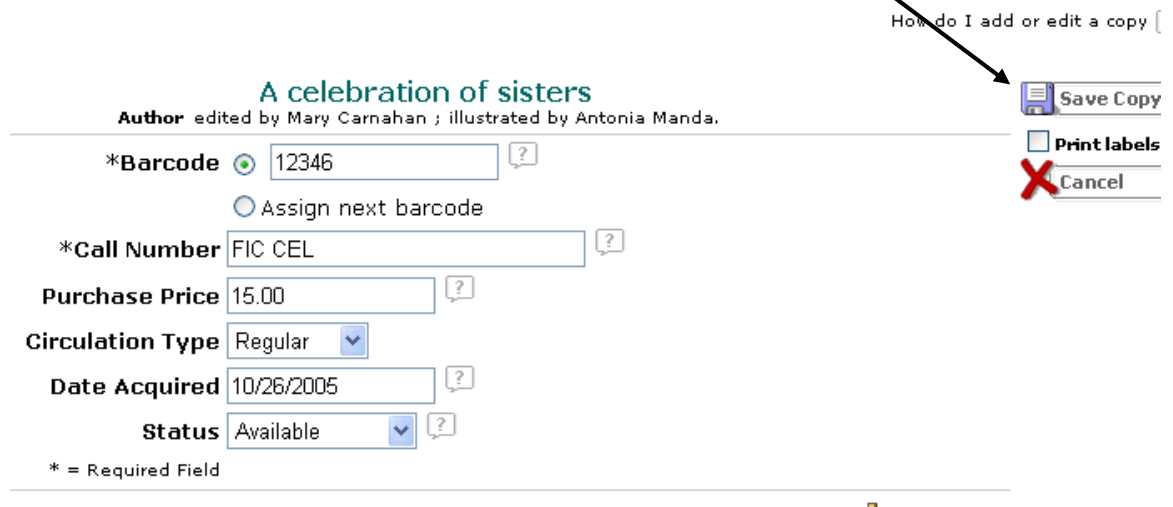 How do I add or edit a copy
A celebration of sisters
Save Copy
Author edited by Mary Carnahan ; illustrated by Antonia Manda.
Print labels
*Barcode 12346 ?
Cancel
Assign next barcode
*Call Number FIC CEL ?
Purchase Price 15.00 ?
Circulation Type Regular
Date Acquired 10/26/2005 ?
Status Available ?
* = Required Field